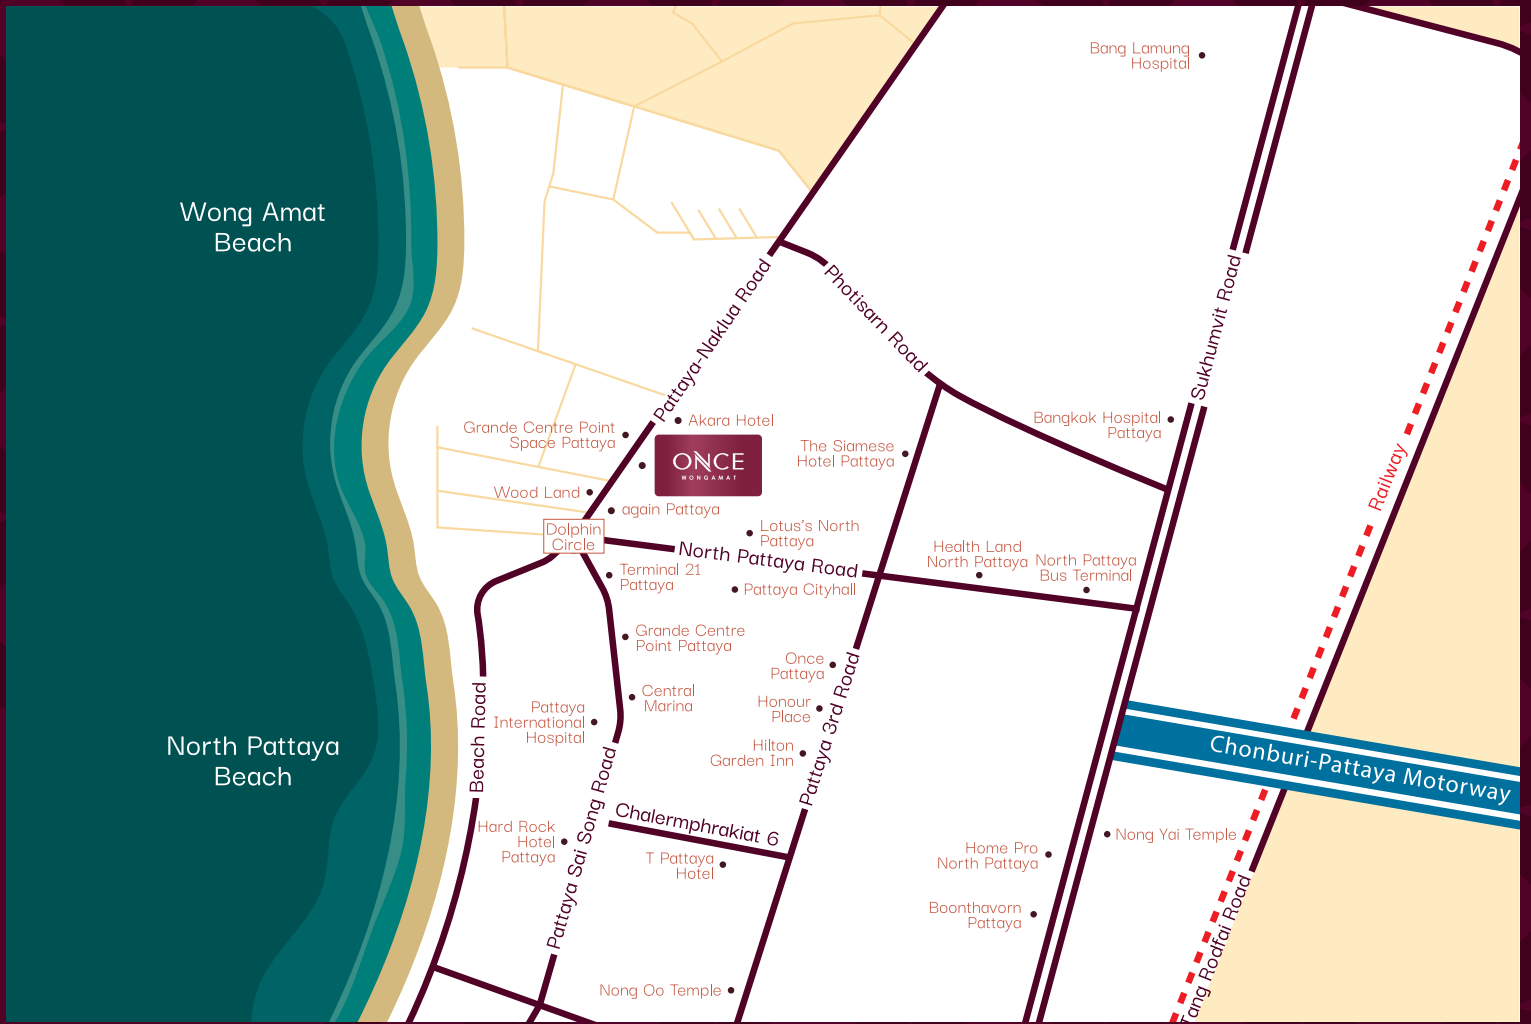 Bang Lamung
Hospital
Wong Amat
Beach
Pattaya-Naklua Road
Photisarn Road
Sukhumvit Road
Railway
Grande Centre Point
Space Pattaya
Akara Hotel
ONCE
WONGAMAT
The Siamese
Hotel Pattaya
Bangkok Hospital
Pattaya
Wood Land
again Pattaya
Dolphin
Circle
Lotus's North
Pattaya
North Pattaya Road
Health Land
North Pattaya
North Pattaya
Bus Terminal
Terminal 21
Pattaya
Pattaya Cityhall
Grande Centre
Point Pattaya
Once
Pattaya
Central
Marina
Honour
Place
Pattaya
International
Hospital
Hilton
Garden Inn
Beach Road
Pattaya 3rd Road
North Pattaya
Beach
Chonburi-Pattaya Motorway
Pattaya Sai Song Road
Chalermphrakiat 6
Hard Rock
Hotel
Pattaya
T Pattaya
Hotel
Nong Yai Temple
Home Pro
North Pattaya
Boonthavorn
Pattaya
Tang Rodfai Road
Nong Oo Temple